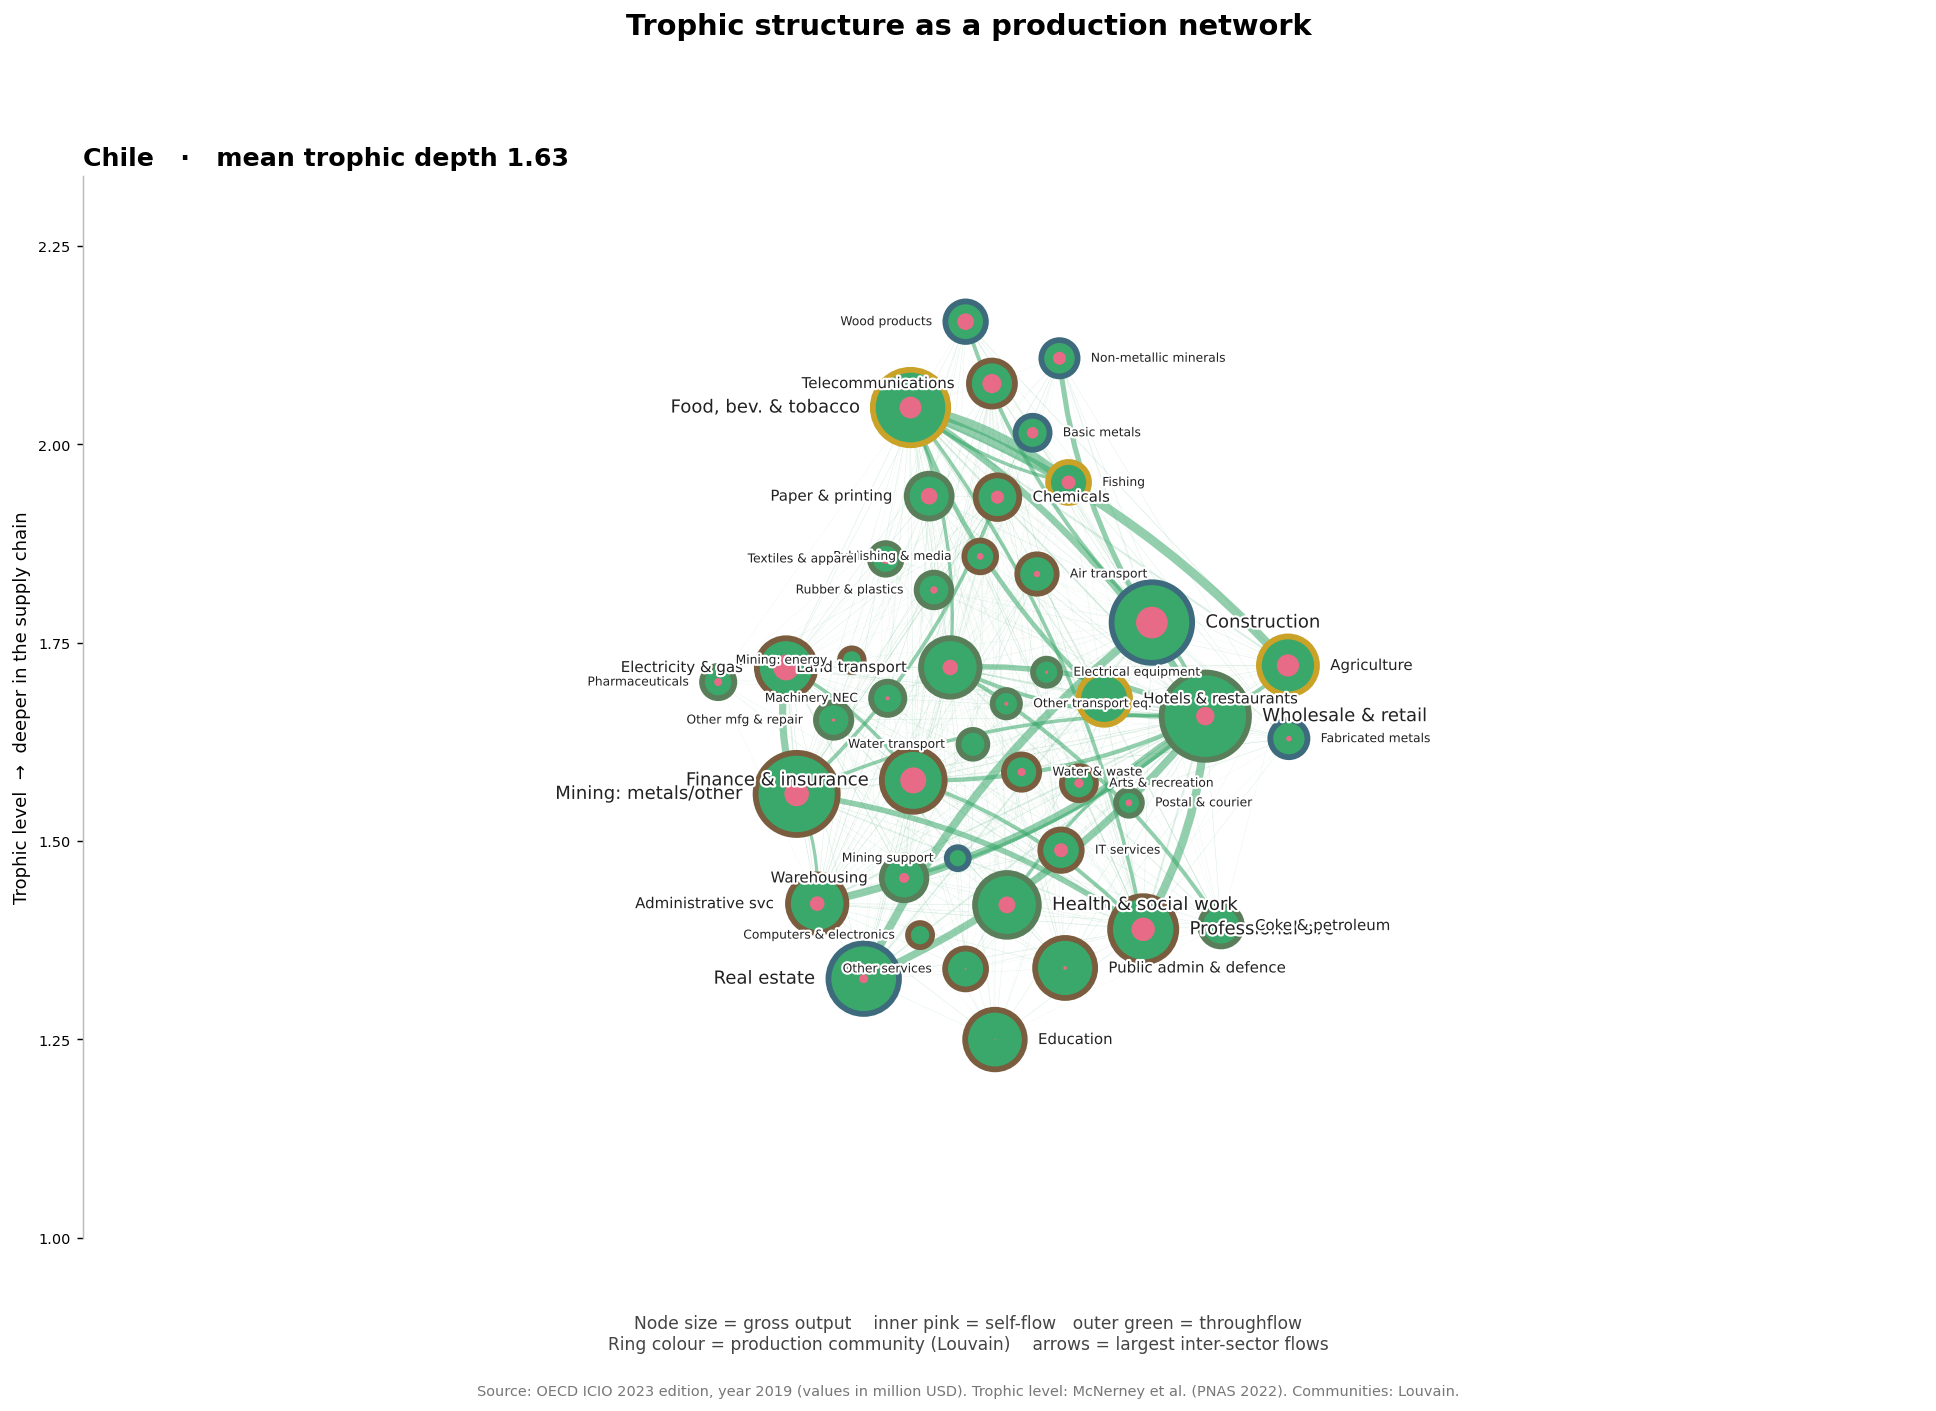 Trophic structure as a production network
Chile · mean trophic depth 1.63
Trophic level → deeper in the supply chain
2.25
2.00
1.75
1.50
1.25
1.00
Wood products
Non-metallic minerals
Telecommunications
Food, bev. & tobacco
Basic metals
Fishing
Paper & printing
Chemicals
Textiles & apparel
Publishing & media
Air transport
Rubber & plastics
Construction
Mining: energy
Electricity & gas
Land transport
Agriculture
Electrical equipment
Pharmaceuticals
Machinery NEC
Hotels & restaurants
Other transport eq.
Other mfg & repair
Wholesale & retail
Fabricated metals
Water transport
Water & waste
Finance & insurance
Arts & recreation
Mining: metals/other
Postal & courier
IT services
Mining support
Warehousing
Administrative svc
Health & social work
Coke & petroleum
Professional svc
Computers & electronics
Other services
Public admin & defence
Real estate
Education
Node size = gross output inner pink = self-flow outer green = throughflow
Ring colour = production community (Louvain) arrows = largest inter-sector flows
Source: OECD ICIO 2023 edition, year 2019 (values in million USD). Trophic level: McNerney et al. (PNAS 2022). Communities: Louvain.